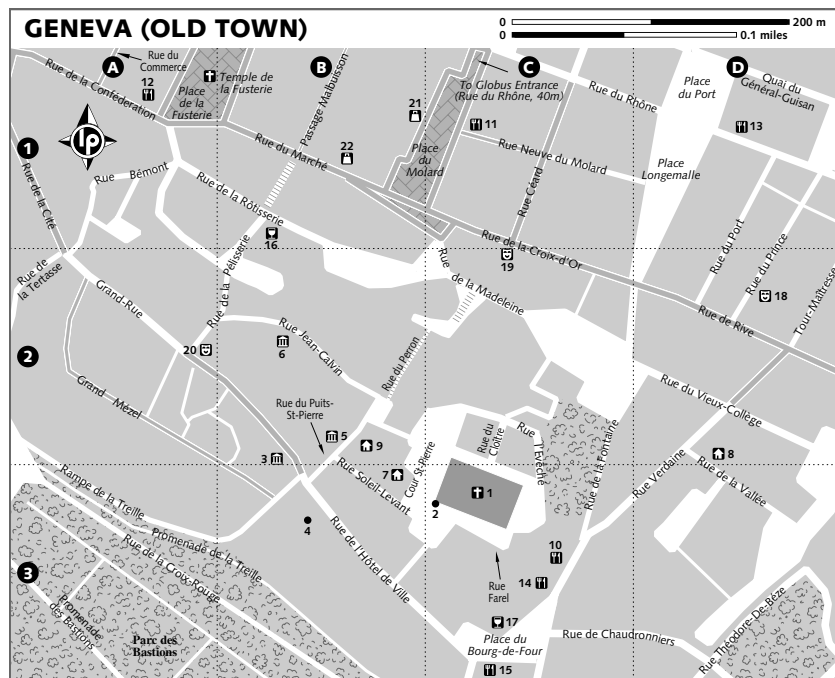 GENEVA (OLD TOWN)
0 200 m
0 0.1 miles
A
B
C
D
1
2
3
lp
Rue du
Commerce
12
Rue de la Confédération
Place
de la
Fusterie
Temple de
la Fusterie
Passage Malbuisson
21
To Globus Entrance
(Rue du Rhône, 40m)
11
Rue du Rhône
Place
du Port
Quai du
Général-Guisan
13
Rue du Marché
22
Place
du
Molard
Rue Neuve du Molard
Place
Longemalle
Rue Bémont
Rue de la Cité
Rue de la Rôtisserie
16
Rue Céard
Rue de la Croix-d'Or
19
Rue du Port
Rue du Prince
18
Tour-Maîtresse
Rue de
la Tertasse
Rue de la Pélisserie
Rue de la Madeleine
Grand-Rue
Rue de Rive
20
6
Rue Jean-Calvin
Rue du Perron
Grand Mézel
Rue du Puits-
St-Pierre
5
9
3
7
Rue Soleil-Levant
Cour St-Pierre
Rue du
Cloître
Rue l'Evêché
Rue de la Fontaine
Rue du Vieux-Collège
8
Rue Verdaine
Rue de la Vallée
1
2
4
Rampe de la Treille
Promenade de la Treille
Rue de la Croix-Rouge
Promenade
des Bastions
Parc des
Bastions
Rue de l'Hôtel de Ville
10
14
Rue
Farel
17
Place du
Bourg-de-Four
15
Rue de Chaudronniers
Rue Théodore-De-Bèze